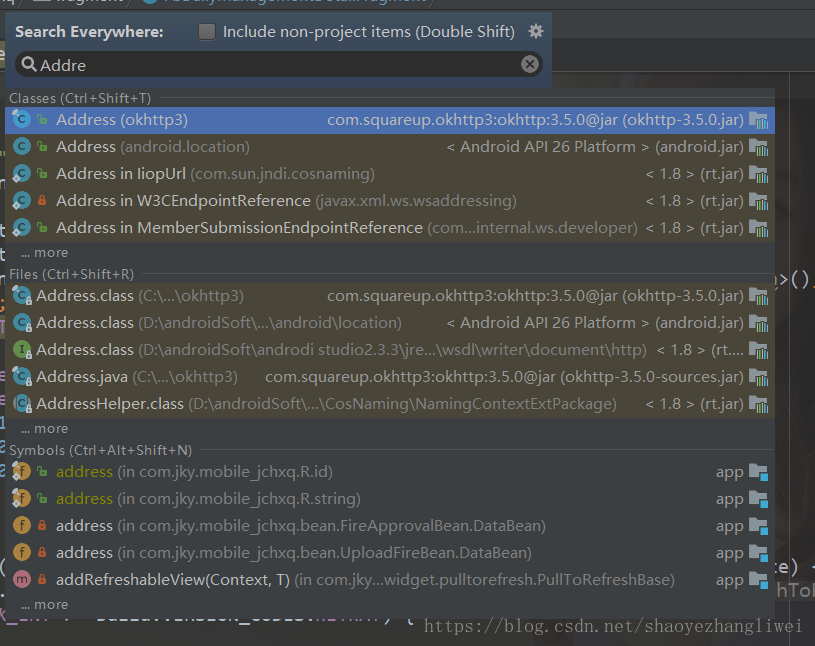 Search Everywhere: Include non-project items (Double Shift)
Addre
Classes (Ctrl+Shift+T)
Address (okhttp3) com.squareup.okhttp3:okhttp:3.5.0@jar (okhttp-3.5.0.jar)
Address (android.location) < Android API 26 Platform > (android.jar)
Address in IiopUrl (com.sun.jndi.cosnaming) < 1.8 > (rt.jar)
Address in W3CEndpointReference (javax.xml.ws.wsaddressing) < 1.8 > (rt.jar)
Address in MemberSubmissionEndpointReference (com...internal.ws.developer) < 1.8 > (rt.jar)
... more
Files (Ctrl+Shift+R)
Address.class (C:\...\okhttp3) com.squareup.okhttp3:okhttp:3.5.0@jar (okhttp-3.5.0.jar)
Address.class (D:\androidSoft\...\android\location) < Android API 26 Platform > (android.jar)
Address.class (D:\androidSoft\androdi studio2.3.3\jre...\wsdl\writer\document\http) < 1.8 > (rt....
Address.java (C:\...\okhttp3) com.squareup.okhttp3:okhttp:3.5.0@jar (okhttp-3.5.0-sources.jar)
AddressHelper.class (D:\androidSoft\...\CosNaming\NamingContextExtPackage) < 1.8 > (rt.jar)
... more
Symbols (Ctrl+Alt+Shift+N)
address (in com.jky.mobile_jchxq.R.id) app
address (in com.jky.mobile_jchxq.R.string) app
address (in com.jky.mobile_jchxq.bean.FireApprovalBean.DataBean) app
address (in com.jky.mobile_jchxq.bean.UploadFireBean.DataBean) app
addRefreshableView(Context, T) (in com.jky...widget.pulltorefresh.PullToRefreshBase) app
... more
https://blog.csdn.net/shaoyezhangliwei